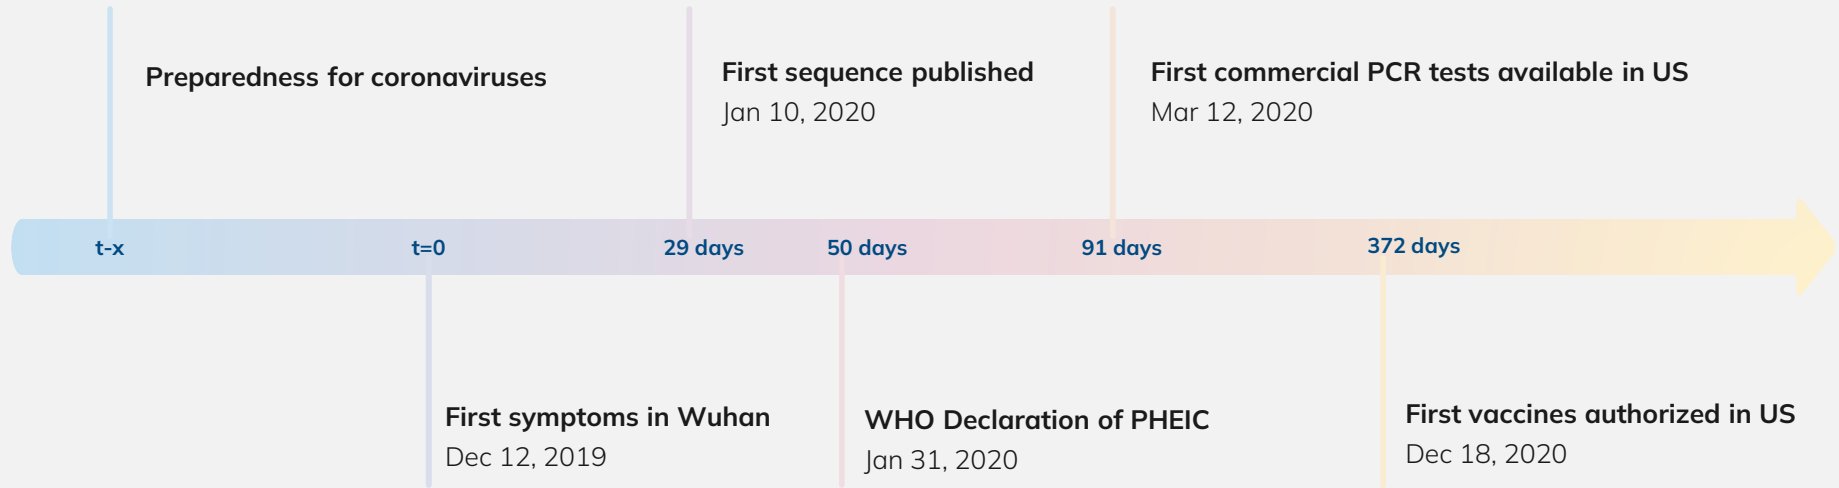 Preparedness for coronaviruses
First sequence published
Jan 10, 2020
First commercial PCR tests available in US
Mar 12, 2020
t-x
t=0
29 days
50 days
91 days
372 days
First symptoms in Wuhan
Dec 12, 2019
WHO Declaration of PHEIC
Jan 31, 2020
First vaccines authorized in US
Dec 18, 2020